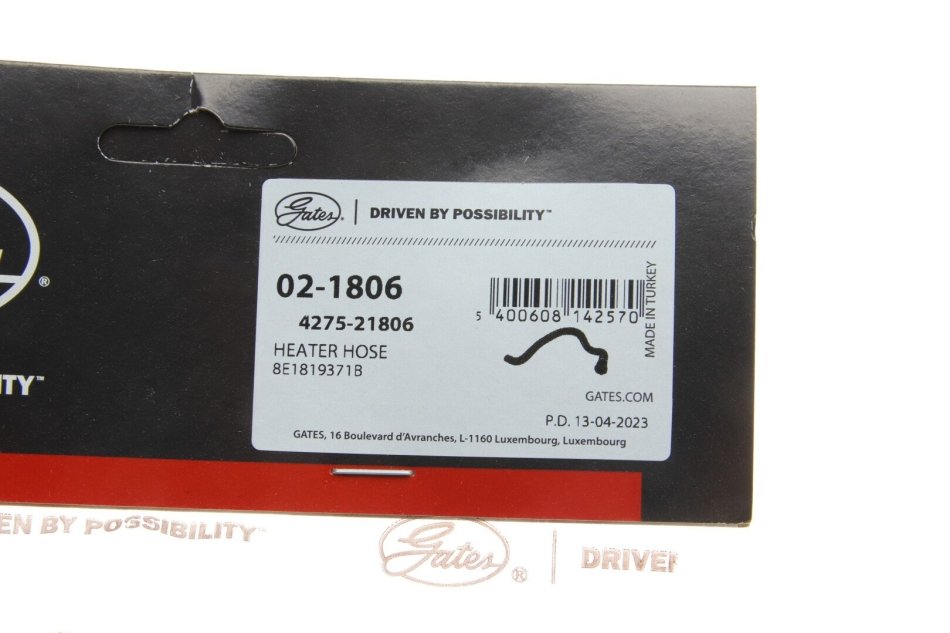 Gates® | DRIVEN BY POSSIBILITY™
02-1806
4275-21806
HEATER HOSE
8E1819371B
5 400608 142570
MADE IN TURKEY
GATES.COM
P.D. 13-04-2023
GATES, 16 Boulevard d'Avranches, L-1160 Luxembourg, Luxembourg
®
ITY™
EN BY POSSIBILITY™
Gates® | DRIVEN